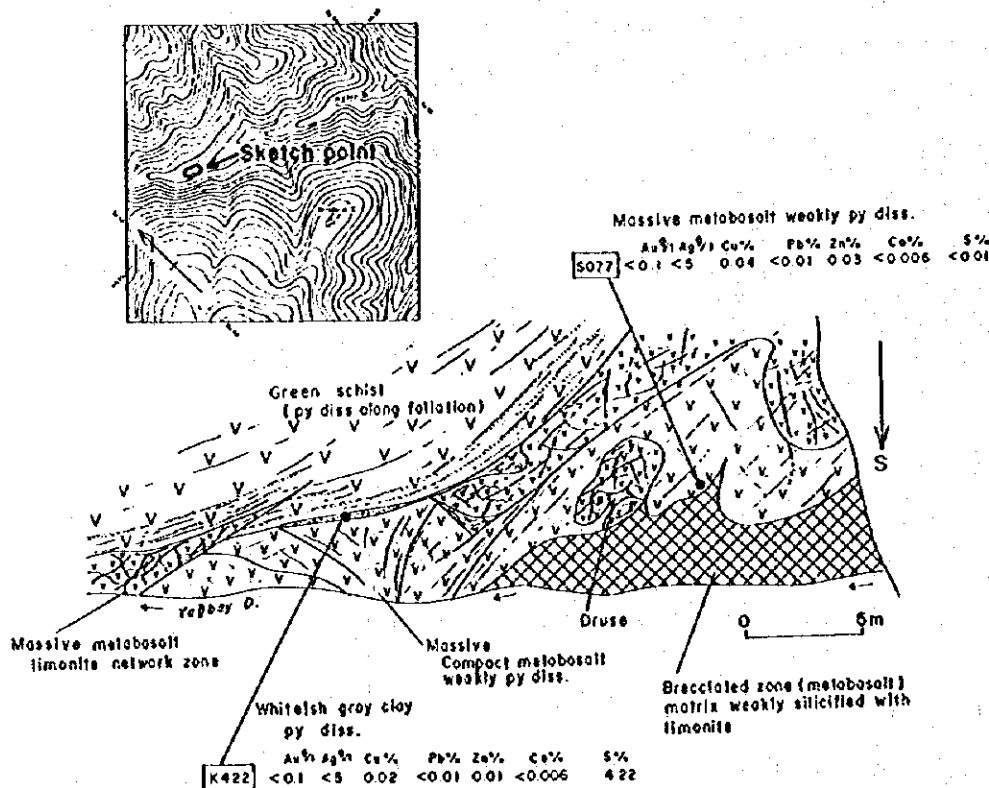 Sketch point
Massive metabasalt weakly py diss.
Au g/t Ag g/t Cu% Pb% Zn% Co% S%
S077 <0.1 <5 0.04 <0.01 0.03 <0.006 <0.01
Green schist
(py diss along foliation)
S
Druse
0 5m
Massive metabasalt
limonite network zone
Massive
Compact metabasalt
weakly py diss.
Brecciated zone (metabasalt)
matrix weakly silicified with
limonite
Whiteish gray clay
py diss.
Au g/t Ag g/t Cu% Pb% Zn% Co% S%
K422 <0.1 <5 0.02 <0.01 0.01 <0.006 4.22